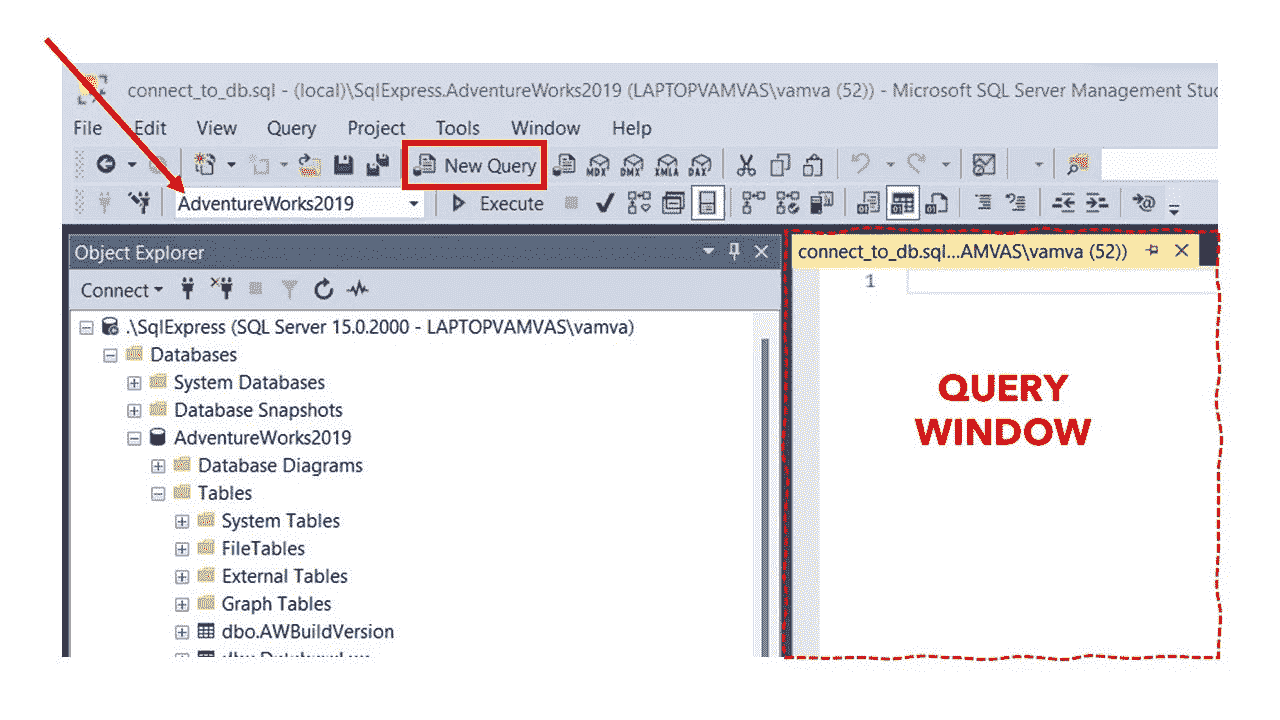 connect_to_db.sql - (local)\SqlExpress.AdventureWorks2019 (LAPTOPVAMVAS\vamva (52)) - Microsoft SQL Server Management
File Edit View Query Project Tools Window Help
New Query MDX DMX XMLA DAX
AdventureWorks2019 Execute
Object Explorer
connect_to_db.sql...AMVAS\vamva (52))
Connect
1
.\SqlExpress (SQL Server 15.0.2000 - LAPTOPVAMVAS\vamva)
Databases
System Databases
Database Snapshots
AdventureWorks2019
Database Diagrams
Tables
System Tables
FileTables
External Tables
Graph Tables
dbo.AWBuildVersion
QUERY
WINDOW